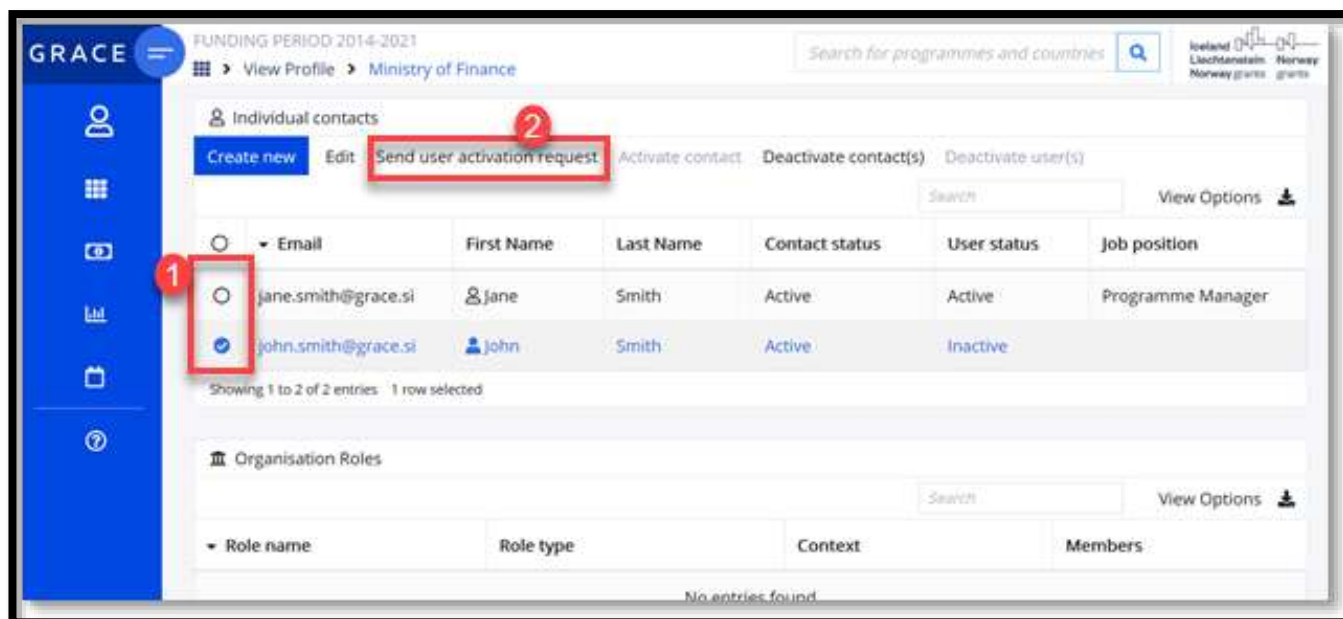 GRACE
FUNDING PERIOD 2014-2021
View Profile > Ministry of Finance
Search for programmes and countries
Iceland
Liechtenstein Norway
Norway grants grants
Individual contacts
2
Create new Edit Send user activation request Activate contact Deactivate contact(s) Deactivate user(s)
Search View Options
Email First Name Last Name Contact status User status Job position
1
jane.smith@grace.si Jane Smith Active Active Programme Manager
john.smith@grace.si John Smith Active Inactive
Showing 1 to 2 of 2 entries 1 row selected
Organisation Roles
Search View Options
Role name Role type Context Members
No entries found